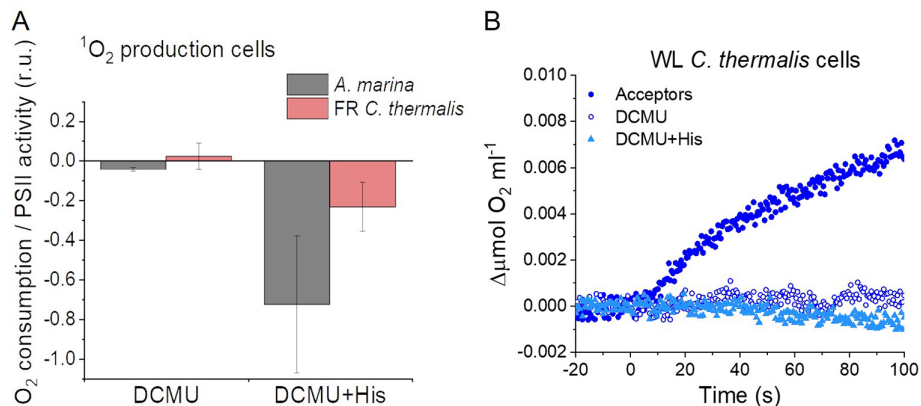 A
¹O₂ production cells
A. marina
FR C. thermalis
O₂ consumption / PSII activity (r.u.)
0.2
0.0
-0.2
-0.4
-0.6
-0.8
-1.0
DCMU
DCMU+His
B
WL C. thermalis cells
Acceptors
DCMU
DCMU+His
Δμmol O₂ ml⁻¹
0.010
0.008
0.006
0.004
0.002
0.000
-0.002
-20 0 20 40 60 80 100
Time (s)